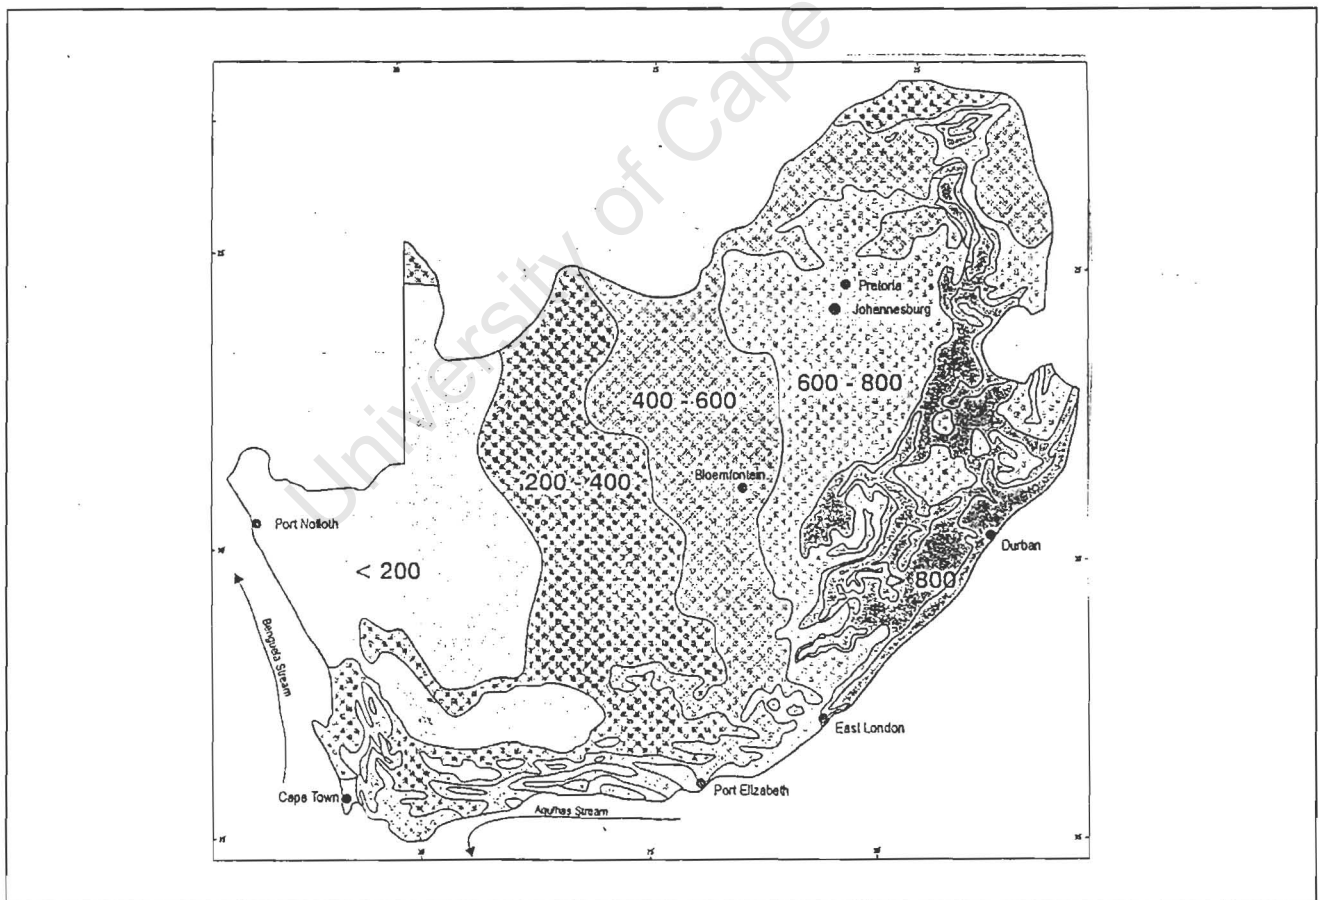 University of Cape
Pretoria
Johannesburg
600 - 800
400 - 600
Bloemfontein
200 - 400
Port Nolloth
Durban
< 200
800
Benguela Stream
East London
Cape Town
Port Elizabeth
Agulhas Stream